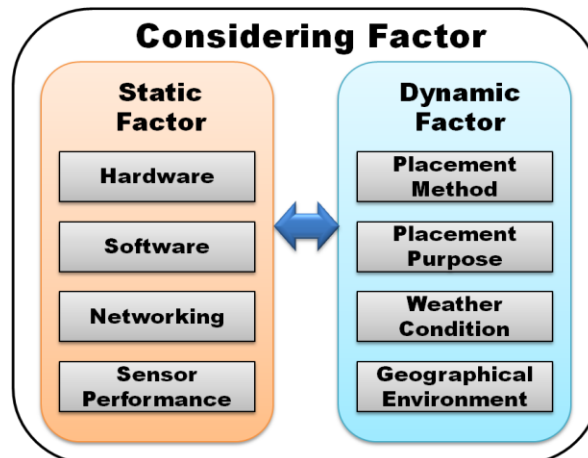 Considering Factor
Static
Factor
Hardware
Software
Networking
Sensor
Performance
Dynamic
Factor
Placement
Method
Placement
Purpose
Weather
Condition
Geographical
Environment